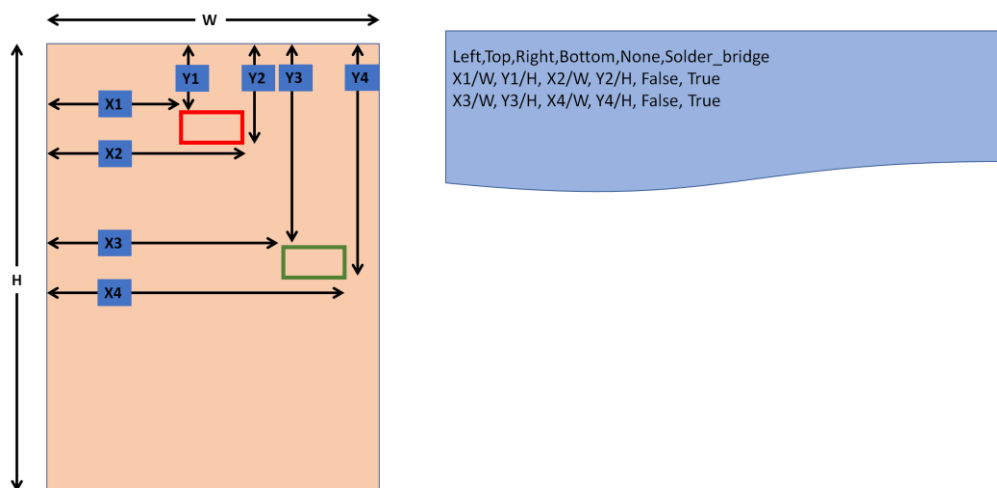 W
Y1
Y2
Y3
Y4
X1
X2
X3
H
X4
Left,Top,Right,Bottom,None,Solder_bridge
X1/W, Y1/H, X2/W, Y2/H, False, True
X3/W, Y3/H, X4/W, Y4/H, False, True